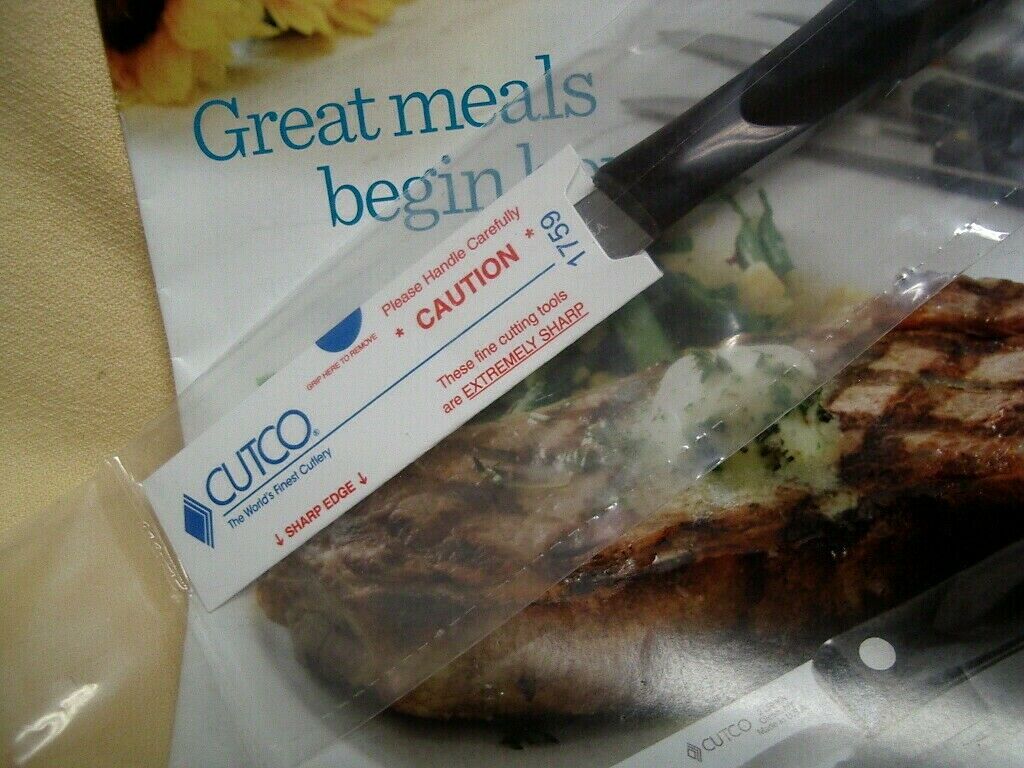 Great meals
begin
Please Handle Carefully
* CAUTION *
1759
GRIP HERE TO REMOVE
These fine cutting tools
are EXTREMELY SHARP
CUTCO®
The World's Finest Cutlery
↓ SHARP EDGE ↓
CUTCO